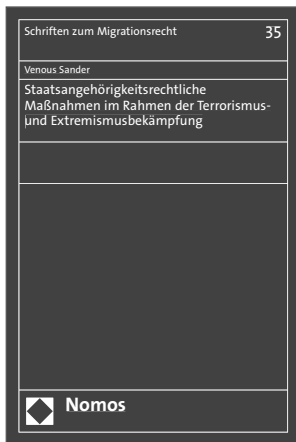 Schriften zum Migrationsrecht 35
Venous Sander
Staatsangehörigkeitsrechtliche
Maßnahmen im Rahmen der Terrorismus-
und Extremismusbekämpfung
Nomos